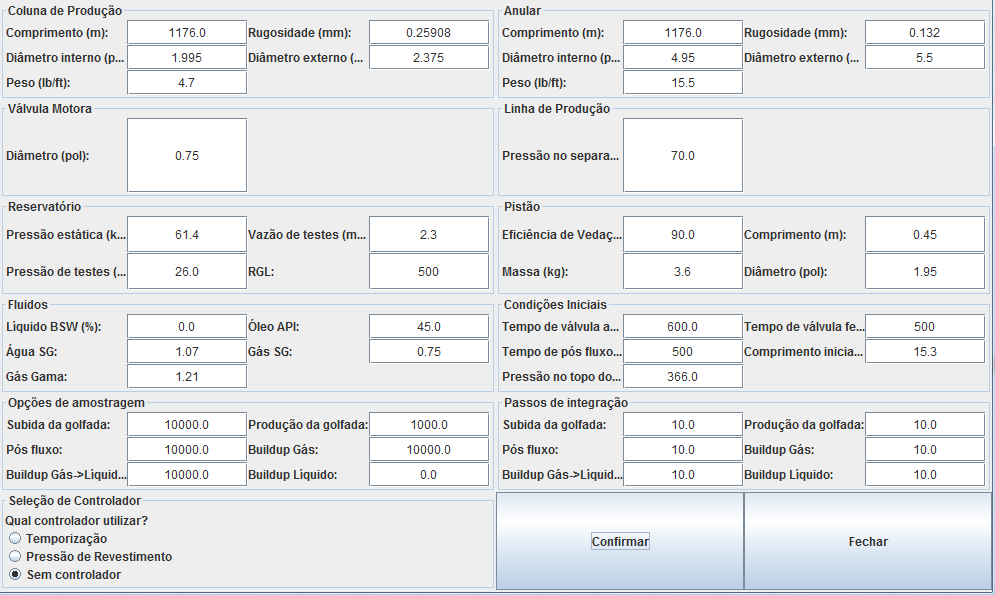 Coluna de Produção
Comprimento (m): 1176.0 Rugosidade (mm): 0.25908
Diâmetro interno (p... 1.995 Diâmetro externo (... 2.375
Peso (lb/ft): 4.7
Anular
Comprimento (m): 1176.0 Rugosidade (mm): 0.132
Diâmetro interno (p... 4.95 Diâmetro externo (... 5.5
Peso (lb/ft): 15.5
Válvula Motora
Diâmetro (pol): 0.75
Linha de Produção
Pressão no separa... 70.0
Reservatório
Pressão estática (k... 61.4 Vazão de testes (m... 2.3
Pressão de testes (... 26.0 RGL: 500
Pistão
Eficiência de Vedaç... 90.0 Comprimento (m): 0.45
Massa (kg): 3.6 Diâmetro (pol): 1.95
Fluidos
Líquido BSW (%): 0.0 Óleo API: 45.0
Água SG: 1.07 Gás SG: 0.75
Gás Gama: 1.21
Condições Iniciais
Tempo de válvula a... 600.0 Tempo de válvula fe... 500
Tempo de pós fluxo... 500 Comprimento inicia... 15.3
Pressão no topo do... 366.0
Opções de amostragem
Subida da golfada: 10000.0 Produção da golfada: 1000.0
Pós fluxo: 10000.0 Buildup Gás: 10000.0
Buildup Gás->Líquid... 10000.0 Buildup Líquido: 0.0
Passos de integração
Subida da golfada: 10.0 Produção da golfada: 10.0
Pós fluxo: 10.0 Buildup Gás: 10.0
Buildup Gás->Líquid... 10.0 Buildup Líquido: 10.0
Seleção de Controlador
Qual controlador utilizar?
Temporização
Pressão de Revestimento
Sem controlador
Confirmar
Fechar